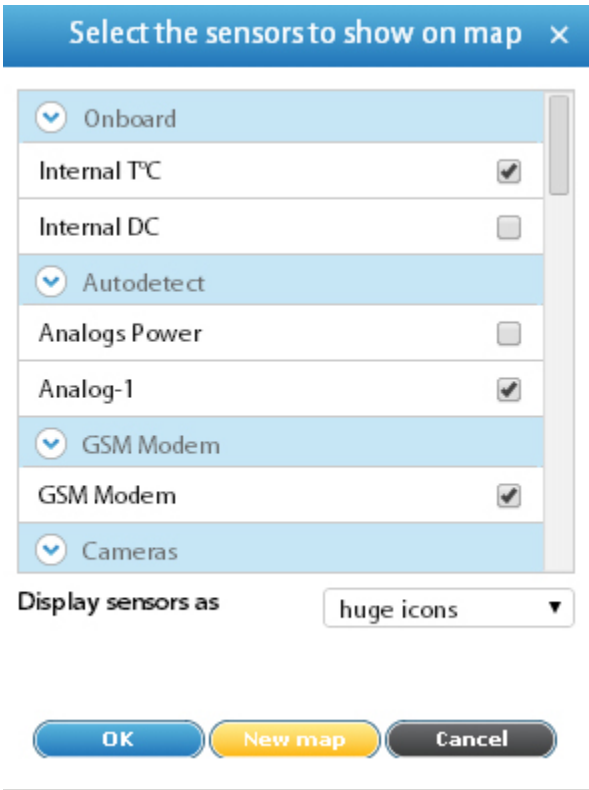 Select the sensors to show on map ×
Onboard
Internal TºC
Internal DC
Autodetect
Analogs Power
Analog-1
GSM Modem
GSM Modem
Cameras
Display sensors as huge icons
OK New map Cancel